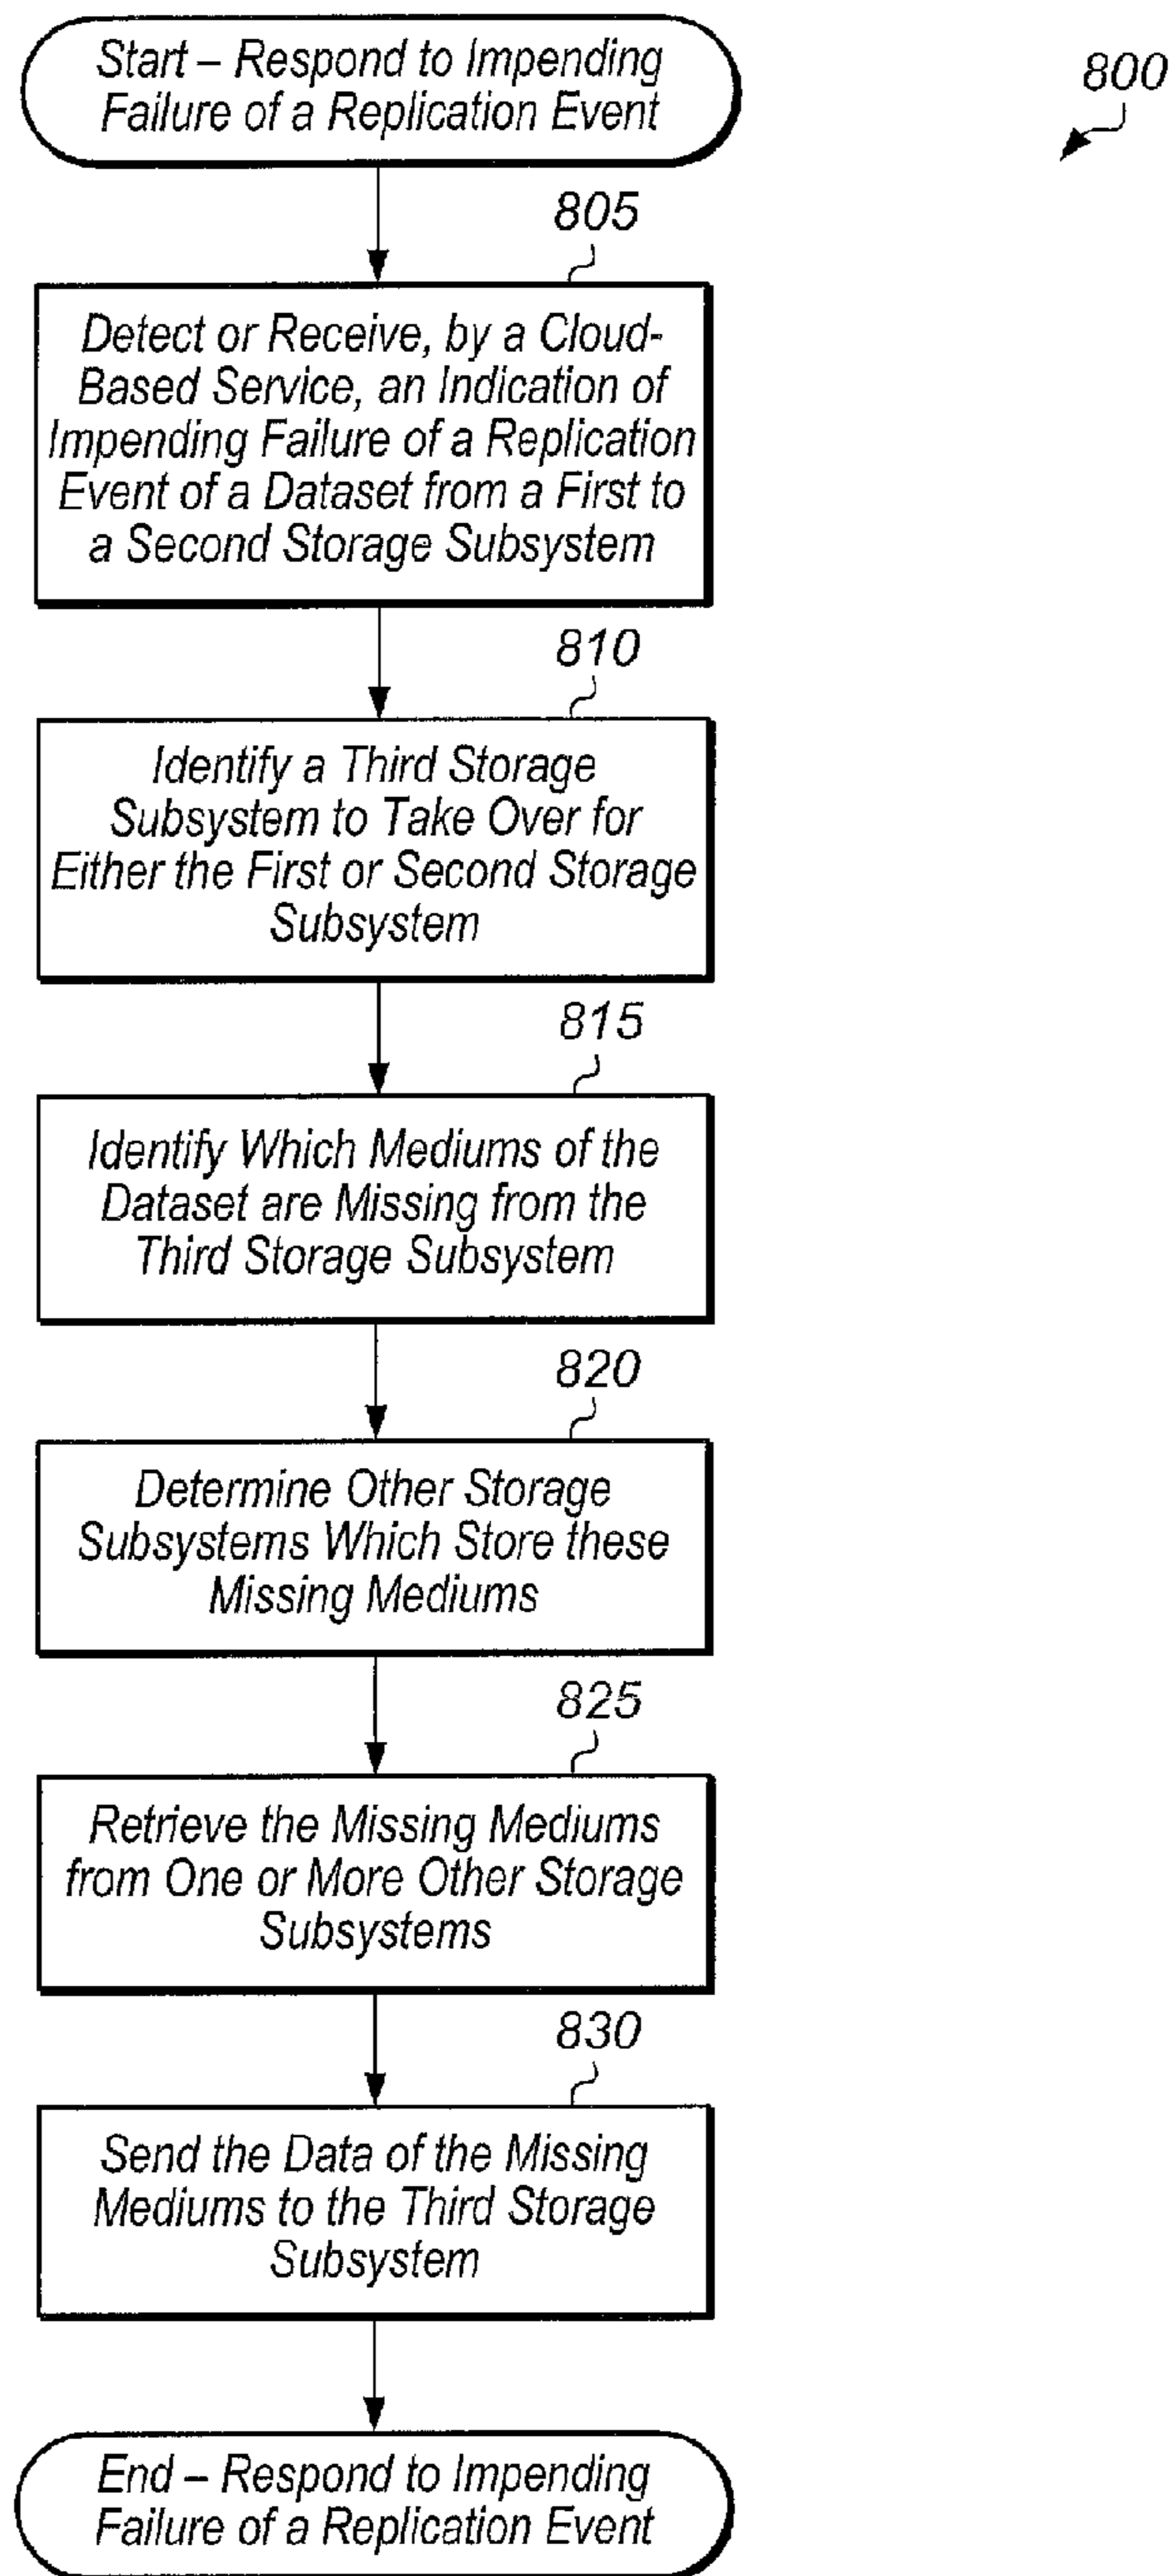 Start – Respond to Impending
Failure of a Replication Event
800
805
Detect or Receive, by a Cloud-
Based Service, an Indication of
Impending Failure of a Replication
Event of a Dataset from a First to
a Second Storage Subsystem
810
Identify a Third Storage
Subsystem to Take Over for
Either the First or Second Storage
Subsystem
815
Identify Which Mediums of the
Dataset are Missing from the
Third Storage Subsystem
820
Determine Other Storage
Subsystems Which Store these
Missing Mediums
825
Retrieve the Missing Mediums
from One or More Other Storage
Subsystems
830
Send the Data of the Missing
Mediums to the Third Storage
Subsystem
End – Respond to Impending
Failure of a Replication Event